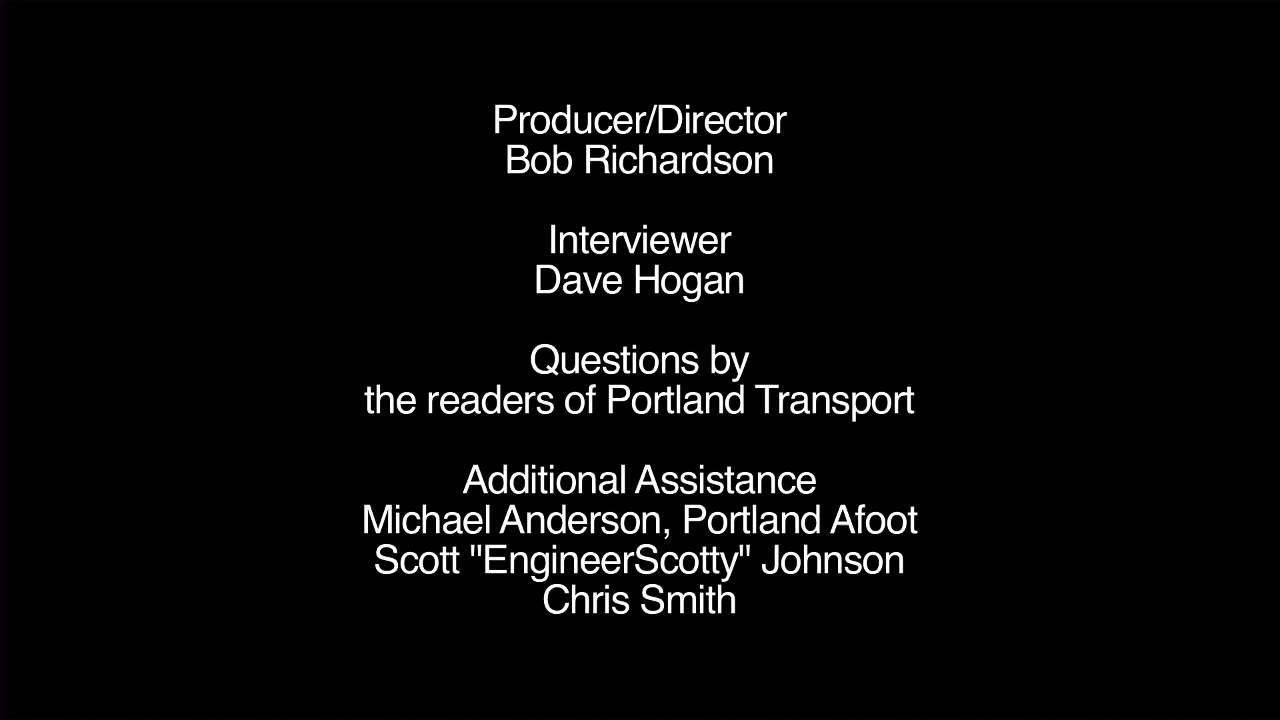 Producer/Director
Bob Richardson
Interviewer
Dave Hogan
Questions by
the readers of Portland Transport
Additional Assistance
Michael Anderson, Portland Afoot
Scott "EngineerScotty" Johnson
Chris Smith